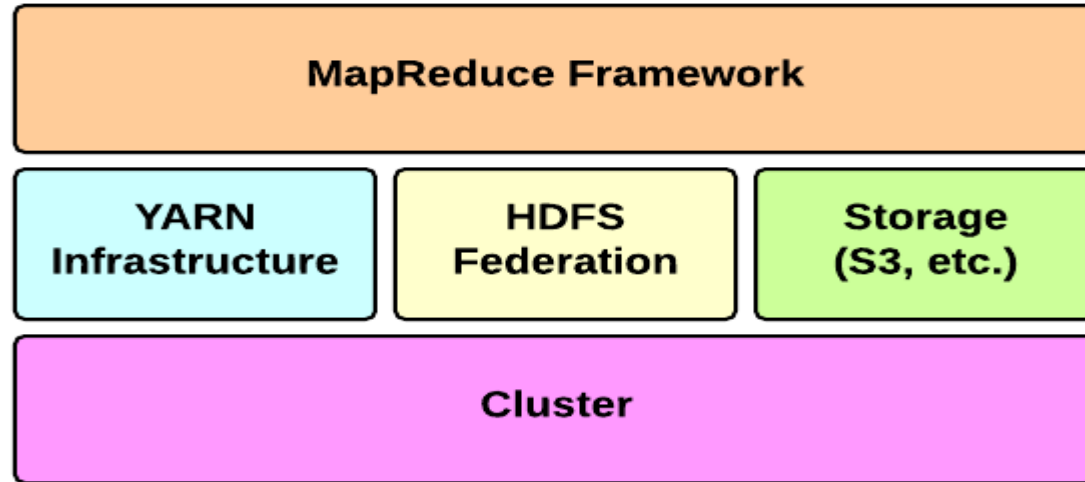 MapReduce Framework
YARN
Infrastructure
HDFS
Federation
Storage
(S3, etc.)
Cluster